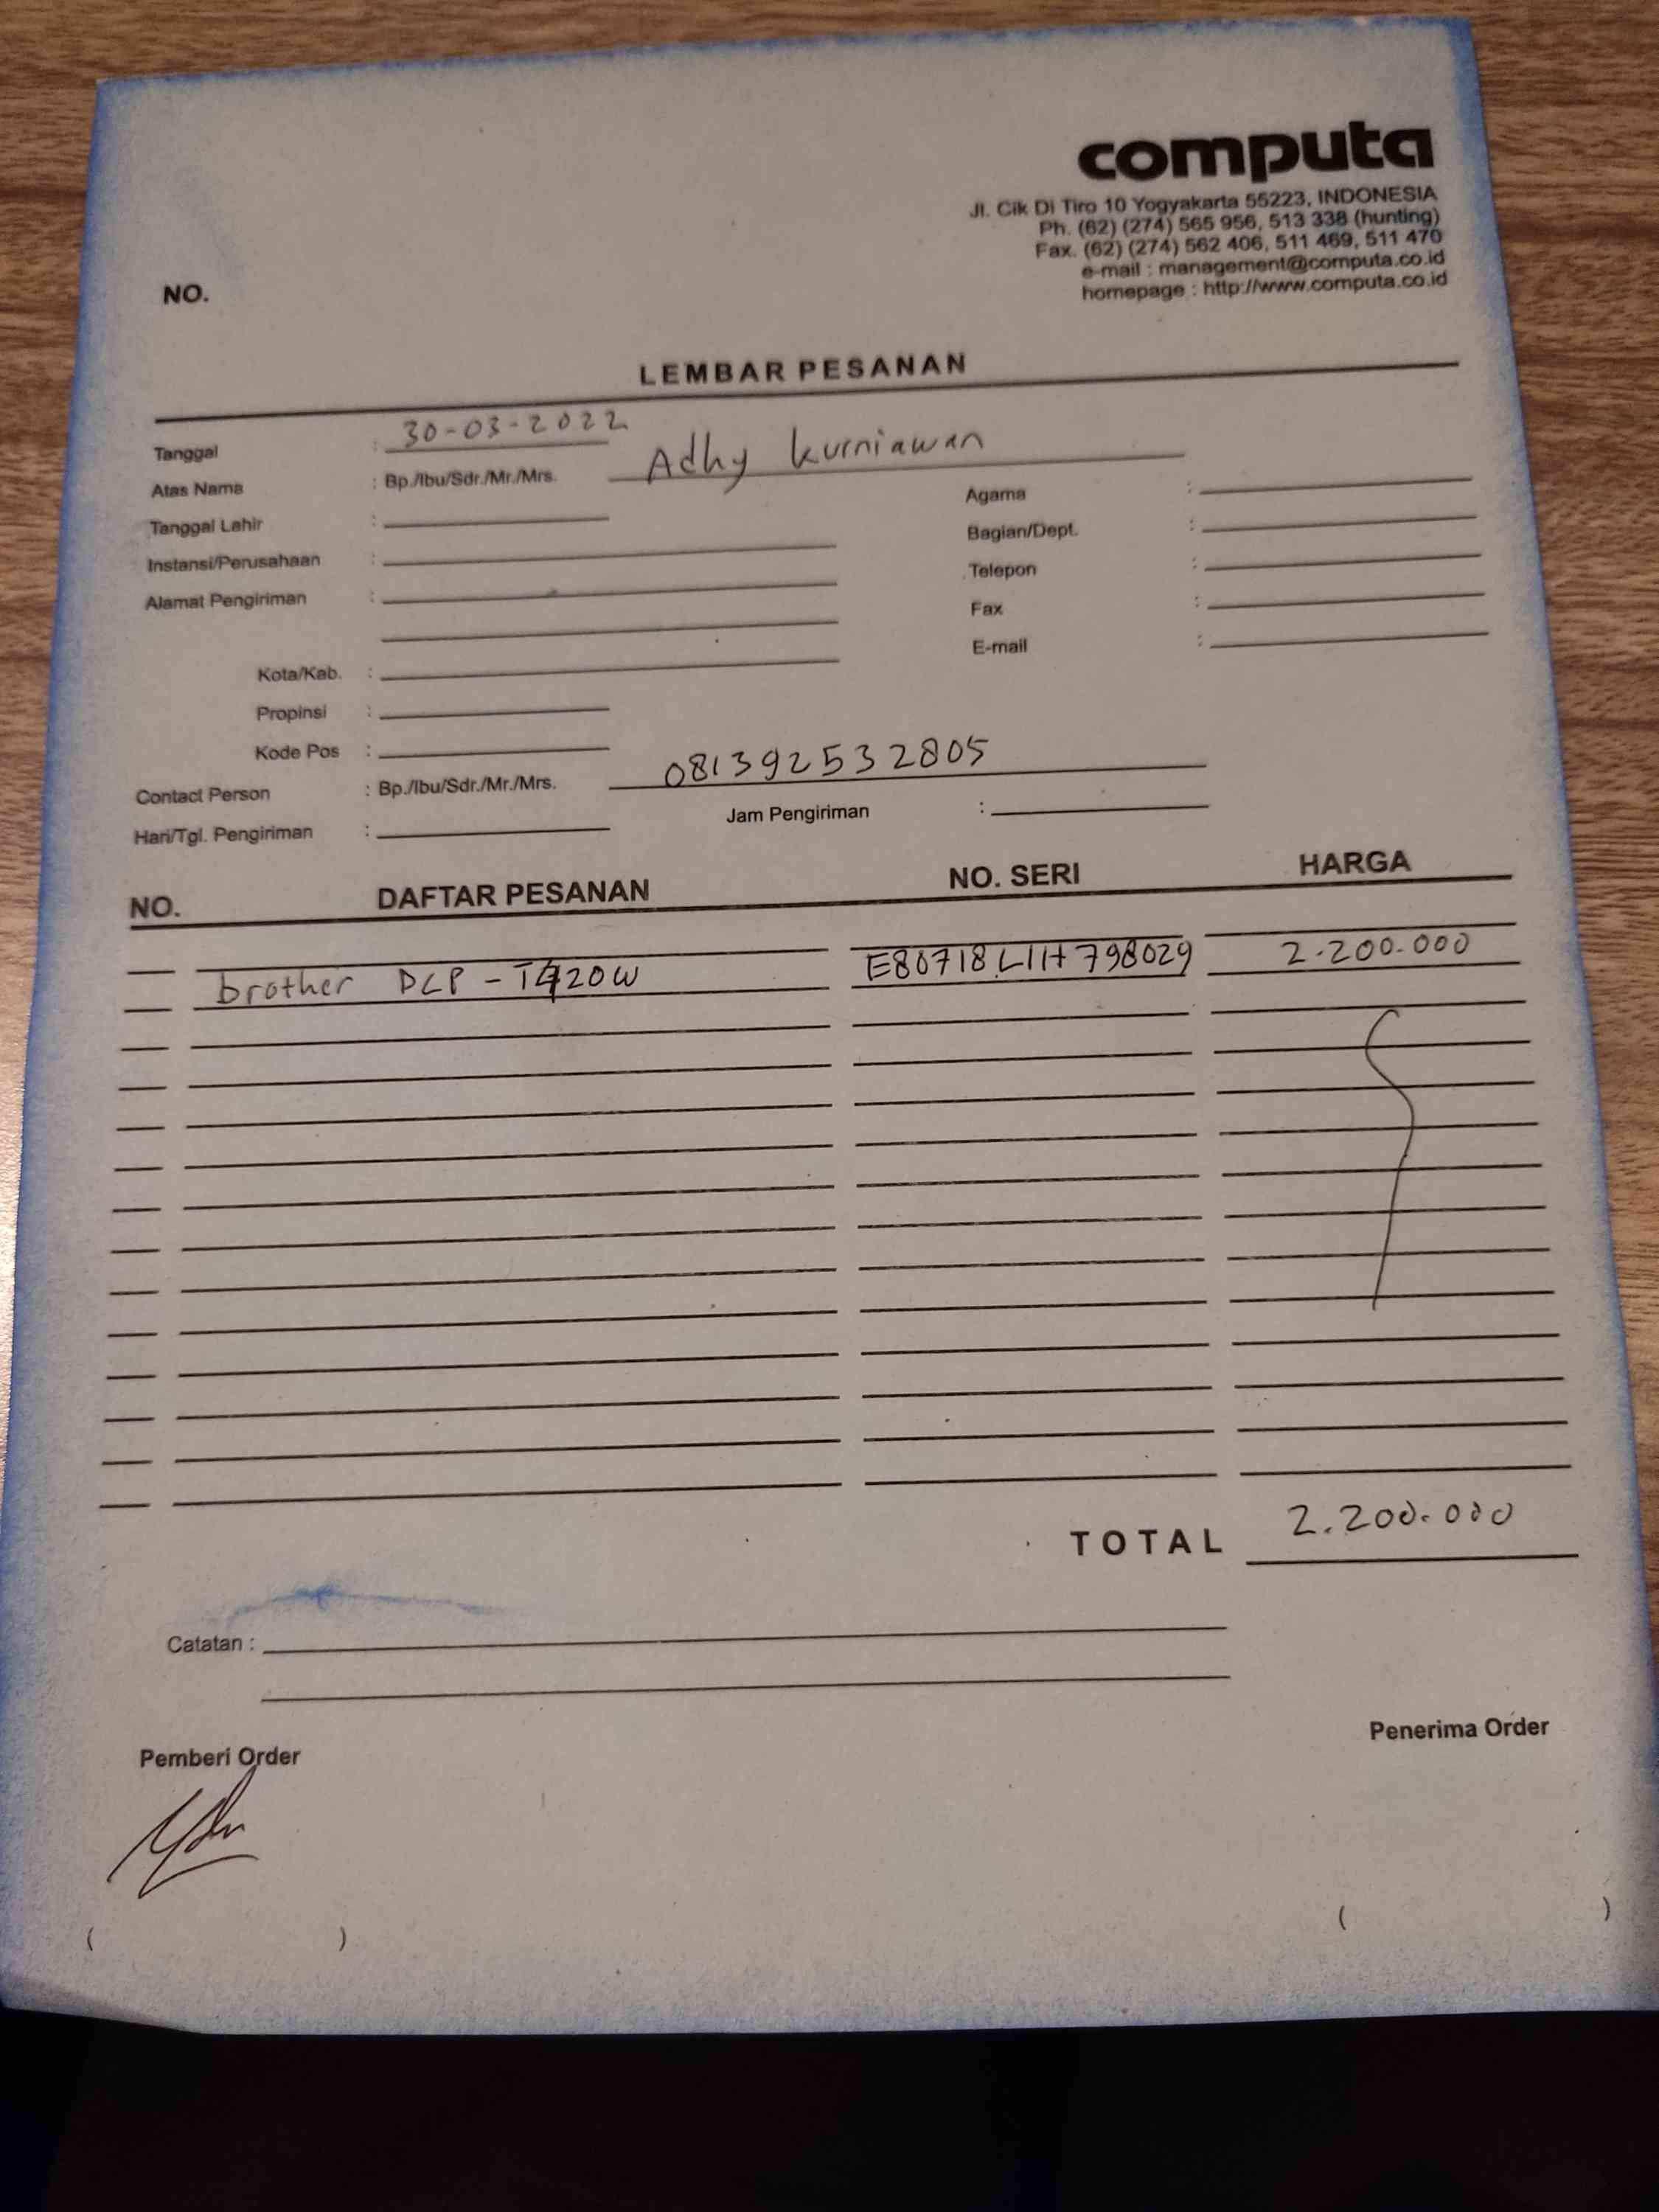 computa
Jl. Cik Di Tiro 10 Yogyakarta 55223, INDONESIA
Ph. (62) (274) 565 956, 513 338 (hunting)
Fax. (62) (274) 562 406, 511 469, 511 470
e-mail : management@computa.co.id
homepage : http://www.computa.co.id
NO.
LEMBAR PESANAN
Tanggal : 30-03-2022
Atas Nama : Bp./Ibu/Sdr./Mr./Mrs. Adhy kurniawan
Tanggal Lahir : Agama :
Instansi/Perusahaan : Bagian/Dept. :
Alamat Pengiriman : Telepon :
Fax :
Kota/Kab. : E-mail :
Propinsi :
Kode Pos :
Contact Person : Bp./Ibu/Sdr./Mr./Mrs. 081392532805
Hari/Tgl. Pengiriman : Jam Pengiriman :
NO. DAFTAR PESANAN NO. SERI HARGA
brother DCP - T420W E80718L1H798029 2.200.000
TOTAL 2.200.000
Catatan :
Pemberi Order Penerima Order
( ) ( )